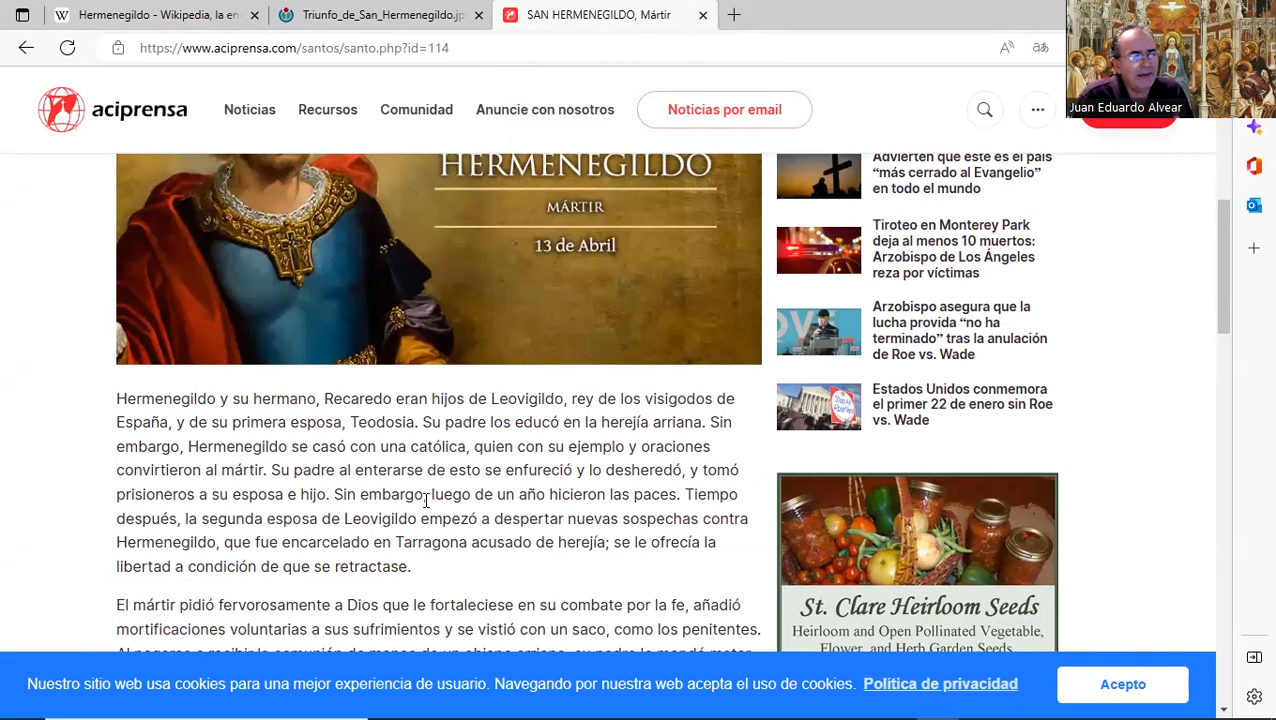 Hermenegildo - Wikipedia, la en
Triunfo_de_San_Hermenegildo.jp
SAN HERMENEGILDO, Mártir
https://www.aciprensa.com/santos/santo.php?id=114
Juan Eduardo Alvear
aciprensa
Noticias
Recursos
Comunidad
Anuncie con nosotros
Noticias por email
HERMENEGILDO
MÁRTIR
13 de Abril
Hermenegildo y su hermano, Recaredo eran hijos de Leovigildo, rey de los visigodos de
España, y de su primera esposa, Teodosia. Su padre los educó en la herejía arriana. Sin
embargo, Hermenegildo se casó con una católica, quien con su ejemplo y oraciones
convirtieron al mártir. Su padre al enterarse de esto se enfureció y lo desheredó, y tomó
prisioneros a su esposa e hijo. Sin embargo, luego de un año hicieron las paces. Tiempo
después, la segunda esposa de Leovigildo empezó a despertar nuevas sospechas contra
Hermenegildo, que fue encarcelado en Tarragona acusado de herejía; se le ofrecía la
libertad a condición de que se retractase.
El mártir pidió fervorosamente a Dios que le fortaleciese en su combate por la fe, añadió
mortificaciones voluntarias a sus sufrimientos y se vistió con un saco, como los penitentes.
Advierten que este es el país
“más cerrado al Evangelio”
en todo el mundo
Tiroteo en Monterey Park
deja al menos 10 muertos:
Arzobispo de Los Ángeles
reza por víctimas
Arzobispo asegura que la
lucha provida “no ha
terminado” tras la anulación
de Roe vs. Wade
Estados Unidos conmemora
el primer 22 de enero sin Roe
vs. Wade
St. Clare Heirloom Seeds
Heirloom and Open Pollinated Vegetable,
Flower, and Herb Garden Seeds
Nuestro sitio web usa cookies para una mejor experiencia de usuario. Navegando por nuestra web acepta el uso de cookies. Política de privacidad
Acepto